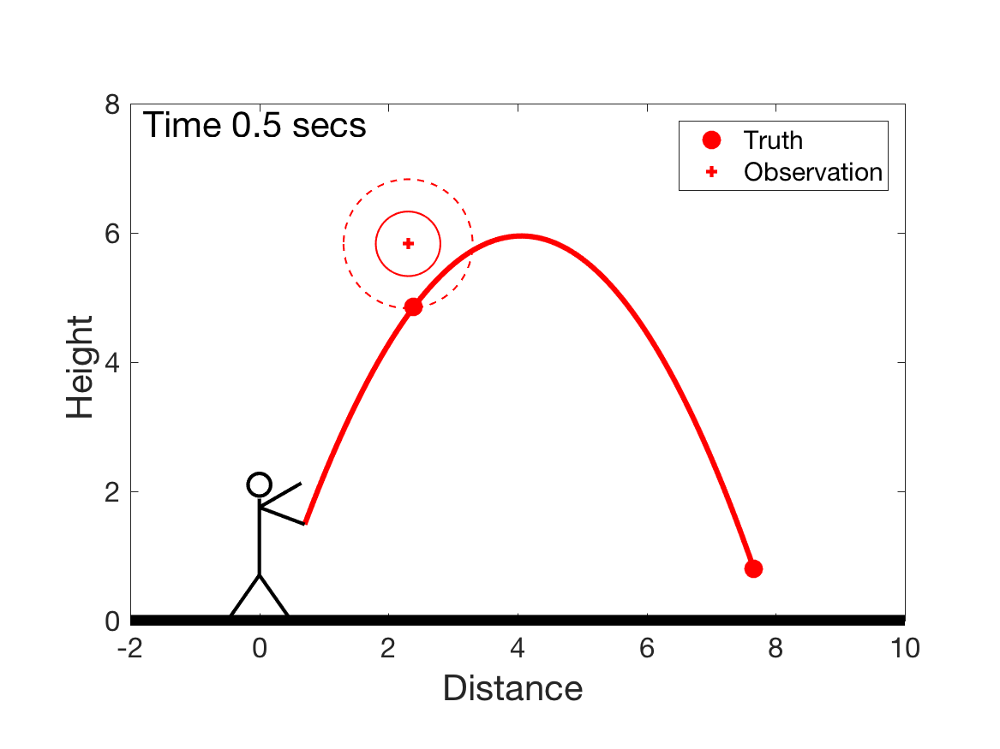 Time 0.5 secs
Truth
Observation
8
6
4
2
0
Height
-2 0 2 4 6 8 10
Distance